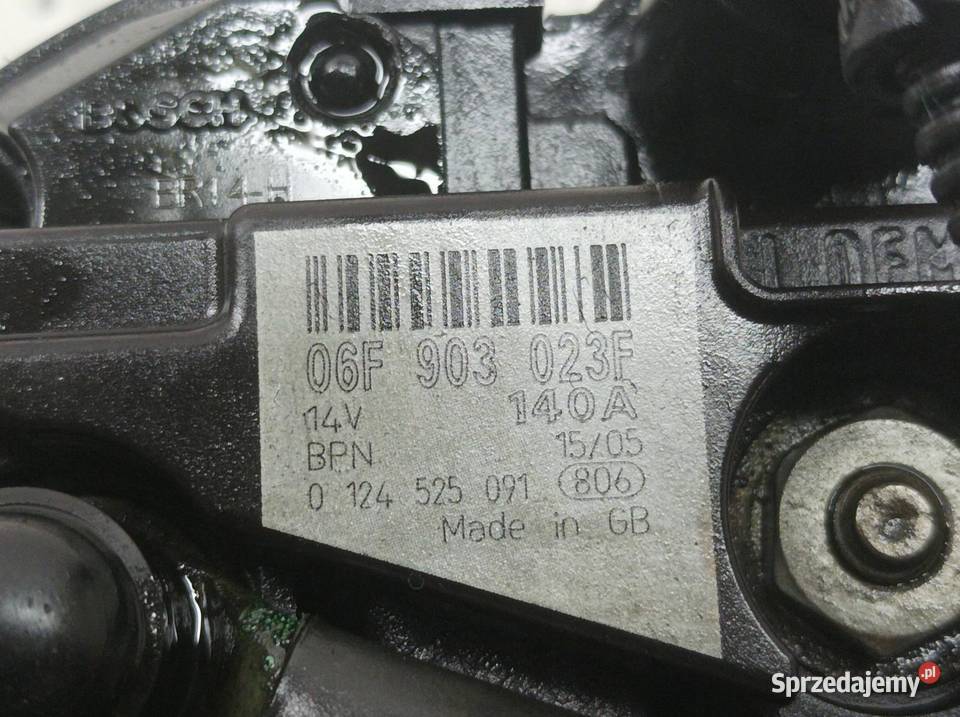 BOSCH
ER14-H
06F 903 023F
14V 140A
BPN 15/05
0 124 525 091 806
Made in GB
Sprzedajemy.pl